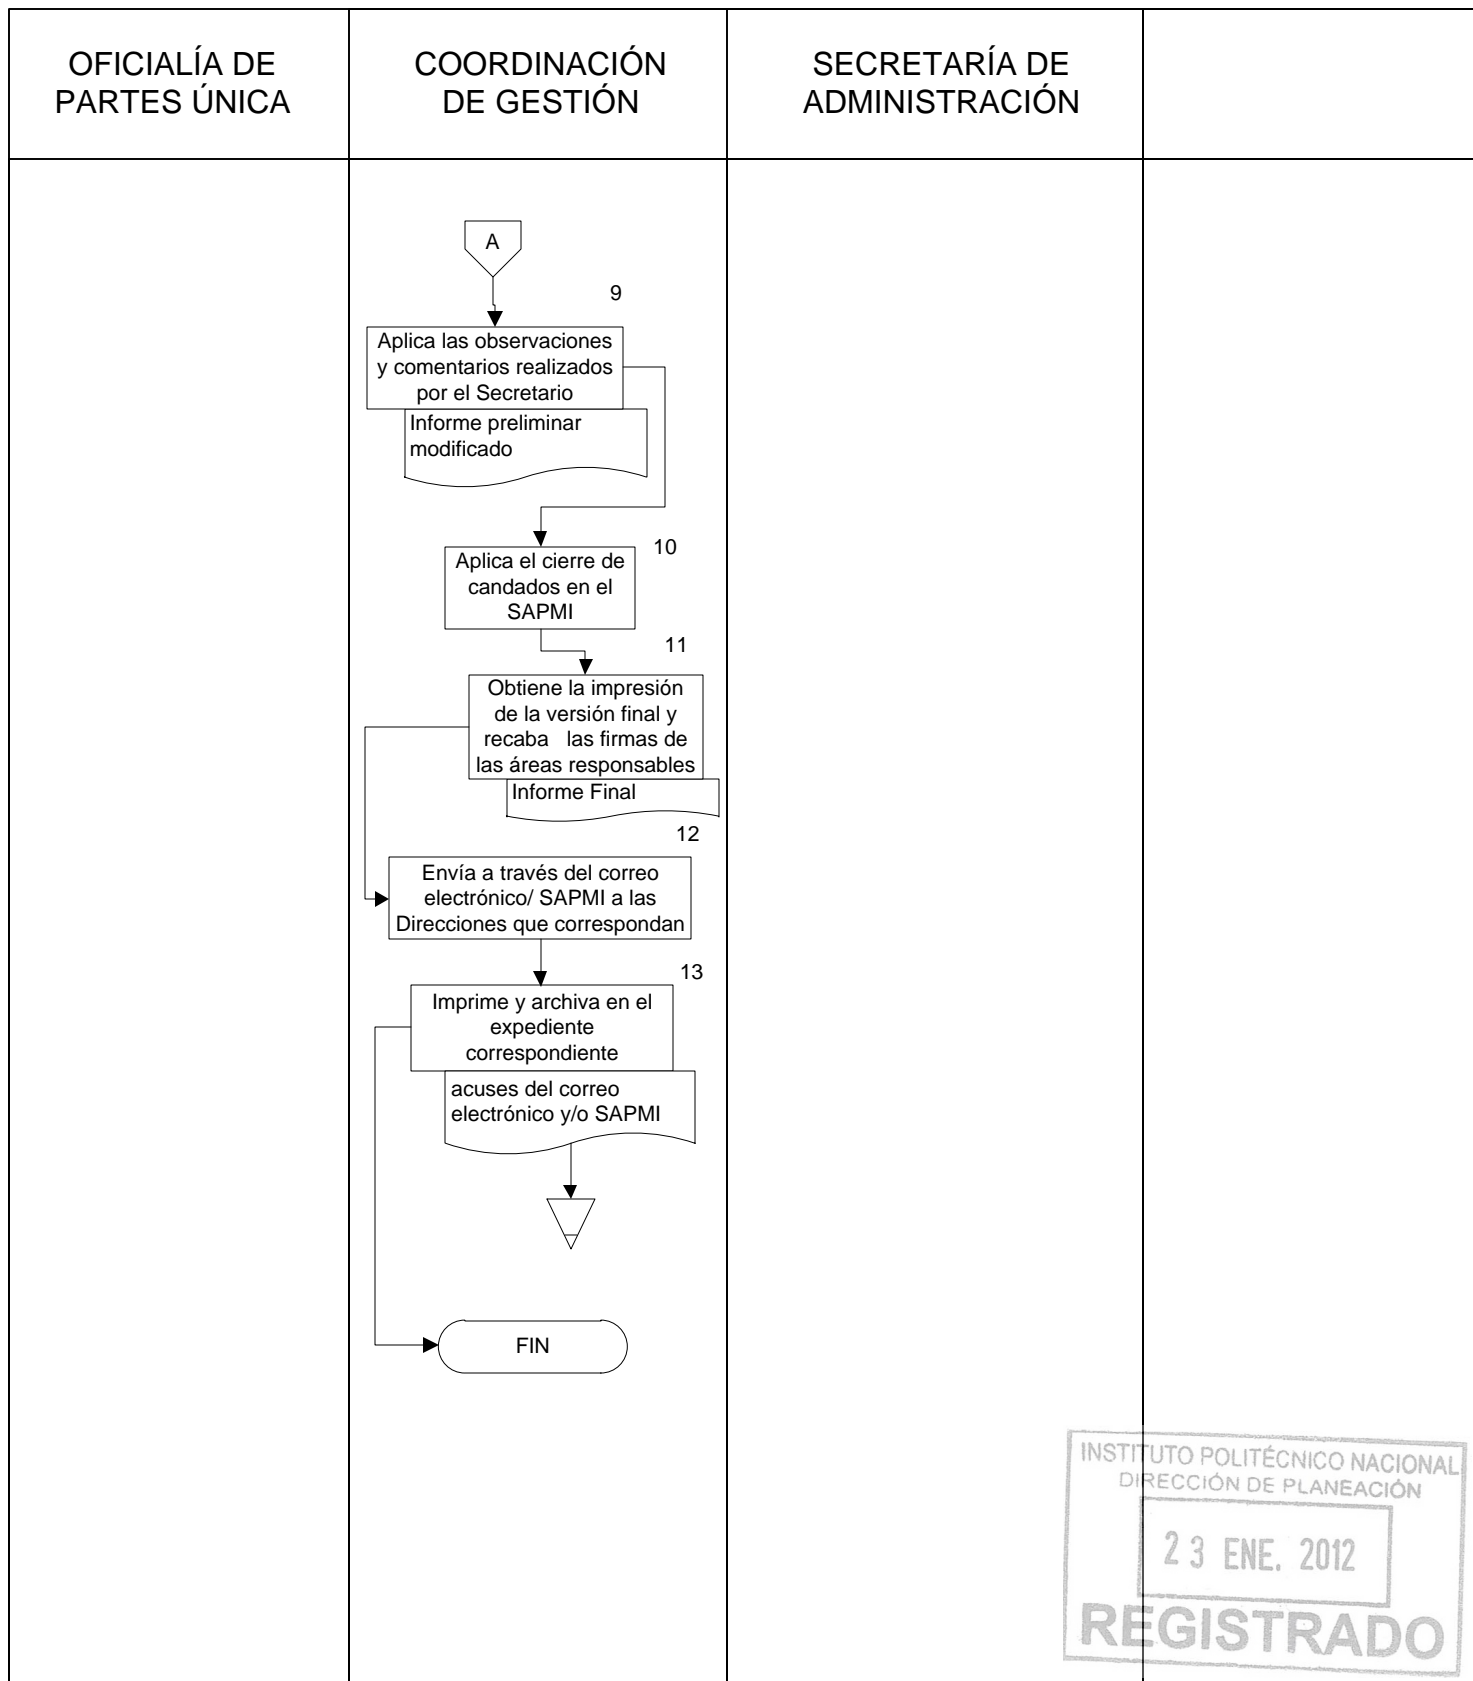 OFICIALÍA DE
PARTES ÚNICA
COORDINACIÓN
DE GESTIÓN
SECRETARÍA DE
ADMINISTRACIÓN
A
9
Aplica las observaciones
y comentarios realizados
por el Secretario
Informe preliminar
modificado
10
Aplica el cierre de
candados en el
SAPMI
11
Obtiene la impresión
de la versión final y
recaba las firmas de
las áreas responsables
Informe Final
12
Envía a través del correo
electrónico/ SAPMI a las
Direcciones que correspondan
13
Imprime y archiva en el
expediente
correspondiente
acuses del correo
electrónico y/o SAPMI
FIN
INSTITUTO POLITÉCNICO NACIONAL
DIRECCIÓN DE PLANEACIÓN
23 ENE. 2012
REGISTRADO